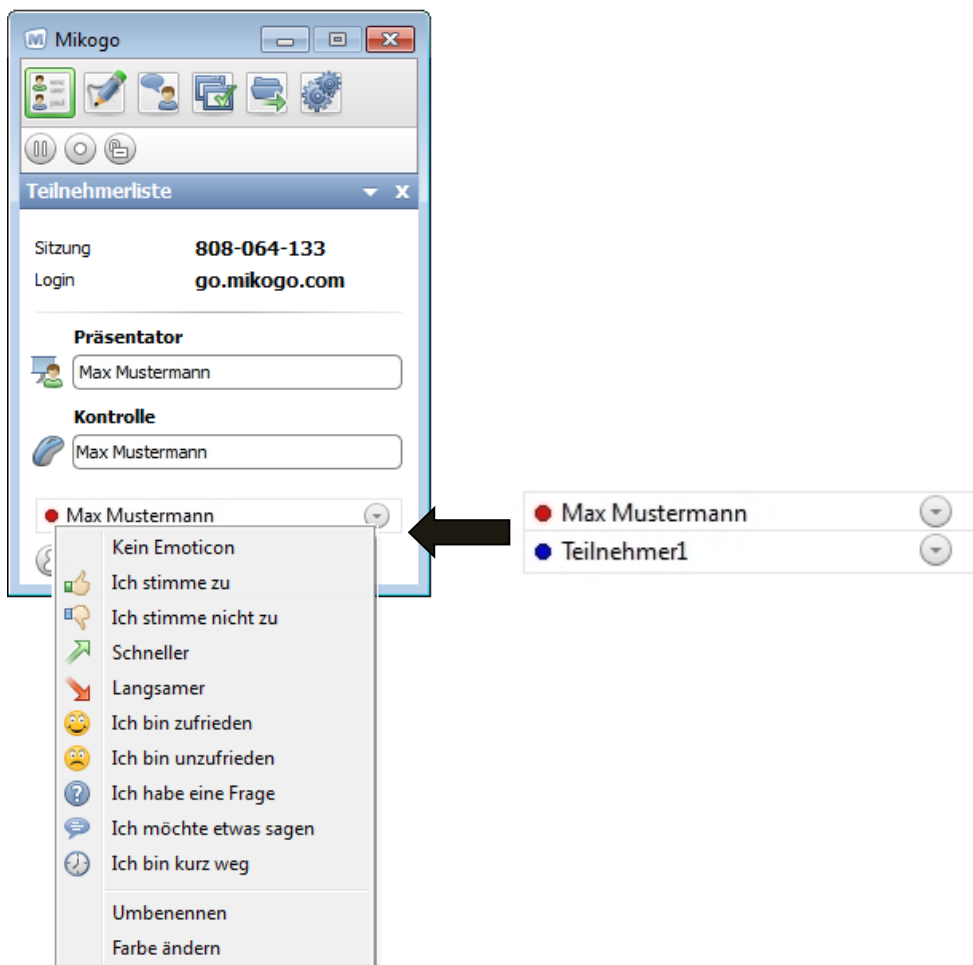 Mikogo
Teilnehmerliste
Sitzung 808-064-133
Login go.mikogo.com
Präsentator
Max Mustermann
Kontrolle
Max Mustermann
Max Mustermann
Kein Emoticon
Ich stimme zu
Ich stimme nicht zu
Schneller
Langsamer
Ich bin zufrieden
Ich bin unzufrieden
Ich habe eine Frage
Ich möchte etwas sagen
Ich bin kurz weg
Umbenennen
Farbe ändern
Max Mustermann
Teilnehmer1